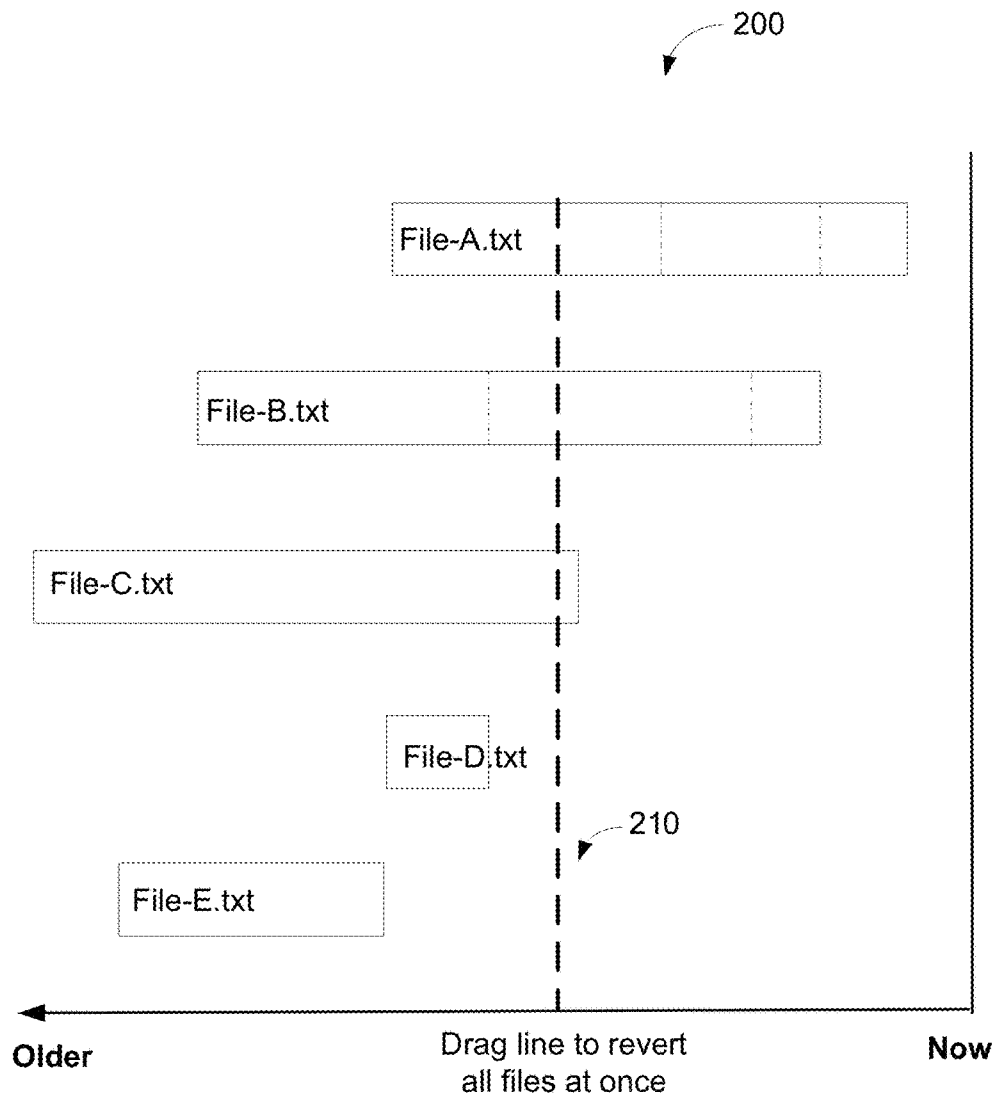 200
File-A.txt
File-B.txt
File-C.txt
File-D.txt
210
File-E.txt
Older
Drag line to revert
all files at once
Now